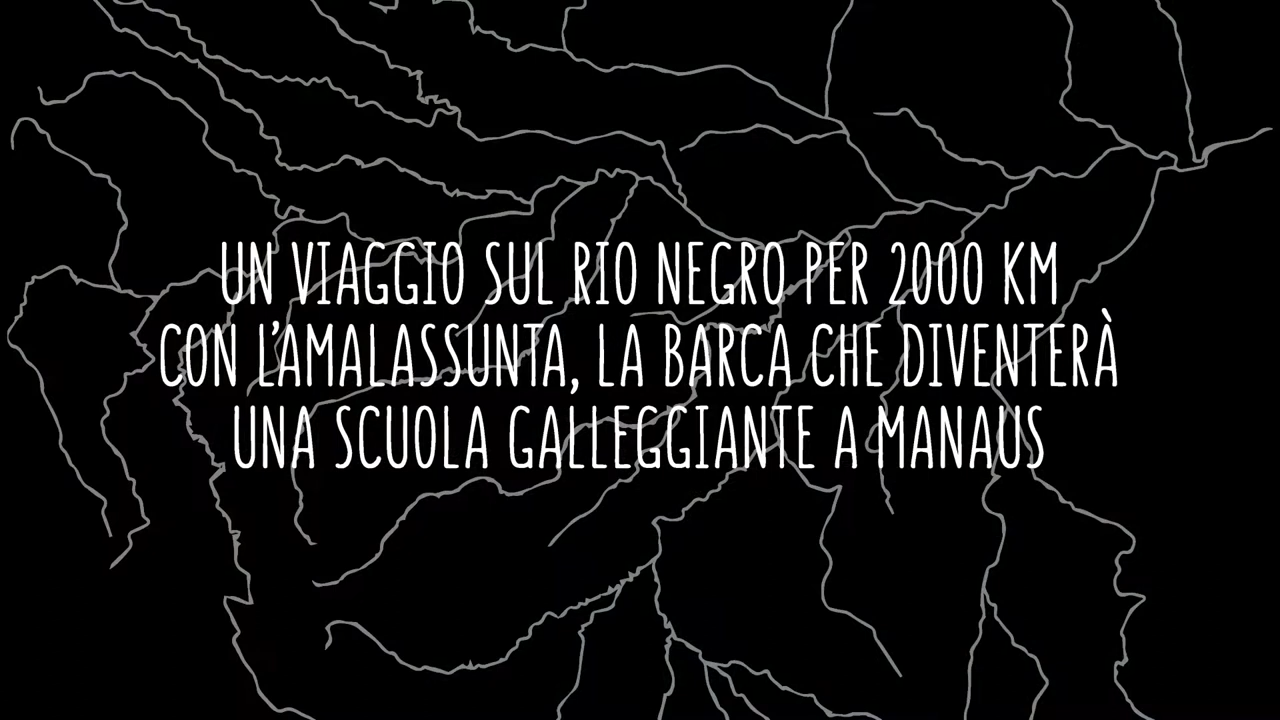 UN VIAGGIO SUL RIO NEGRO PER 2000 KM
CON L'AMALASSUNTA, LA BARCA CHE DIVENTERÀ
UNA SCUOLA GALLEGGIANTE A MANAUS